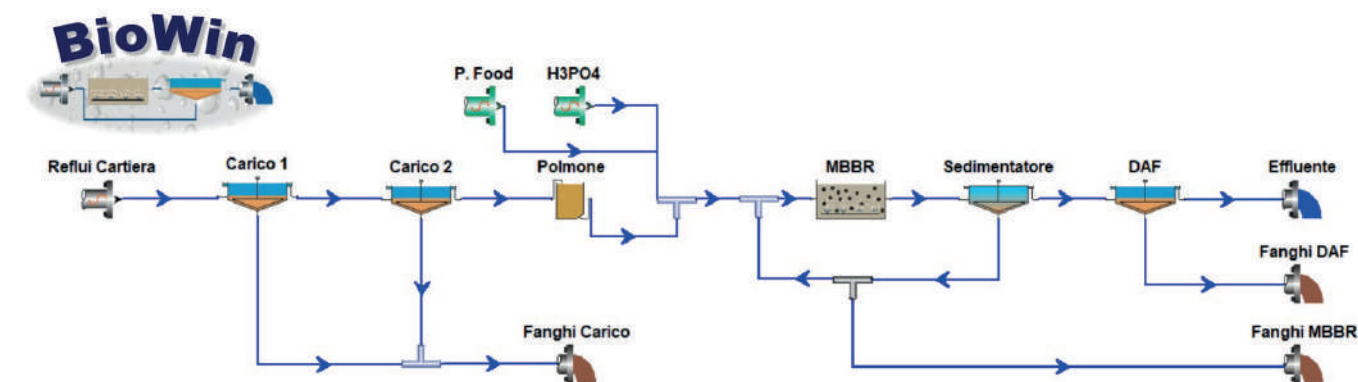 BioWin
P. Food
H3PO4
Reflui Cartiera
Carico 1
Carico 2
Polmone
MBBR
Sedimentatore
DAF
Effluente
Fanghi DAF
Fanghi Carico
Fanghi MBBR